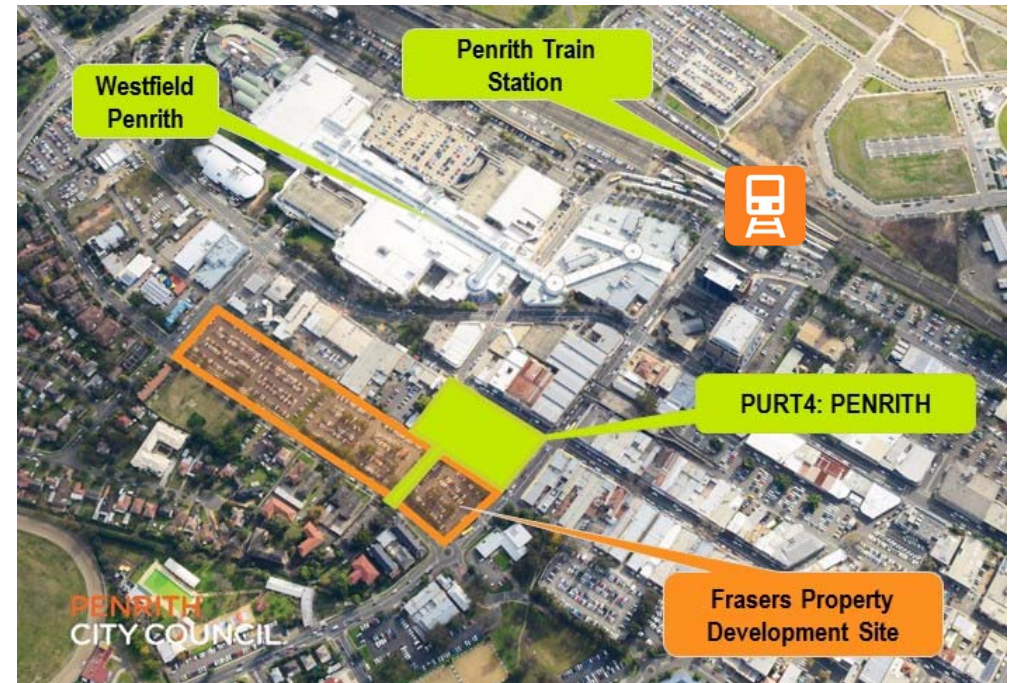 Penrith Train
Station
Westfield
Penrith
PURT4: PENRITH
Frasers Property
Development Site
PENRITH
CITY COUNCIL